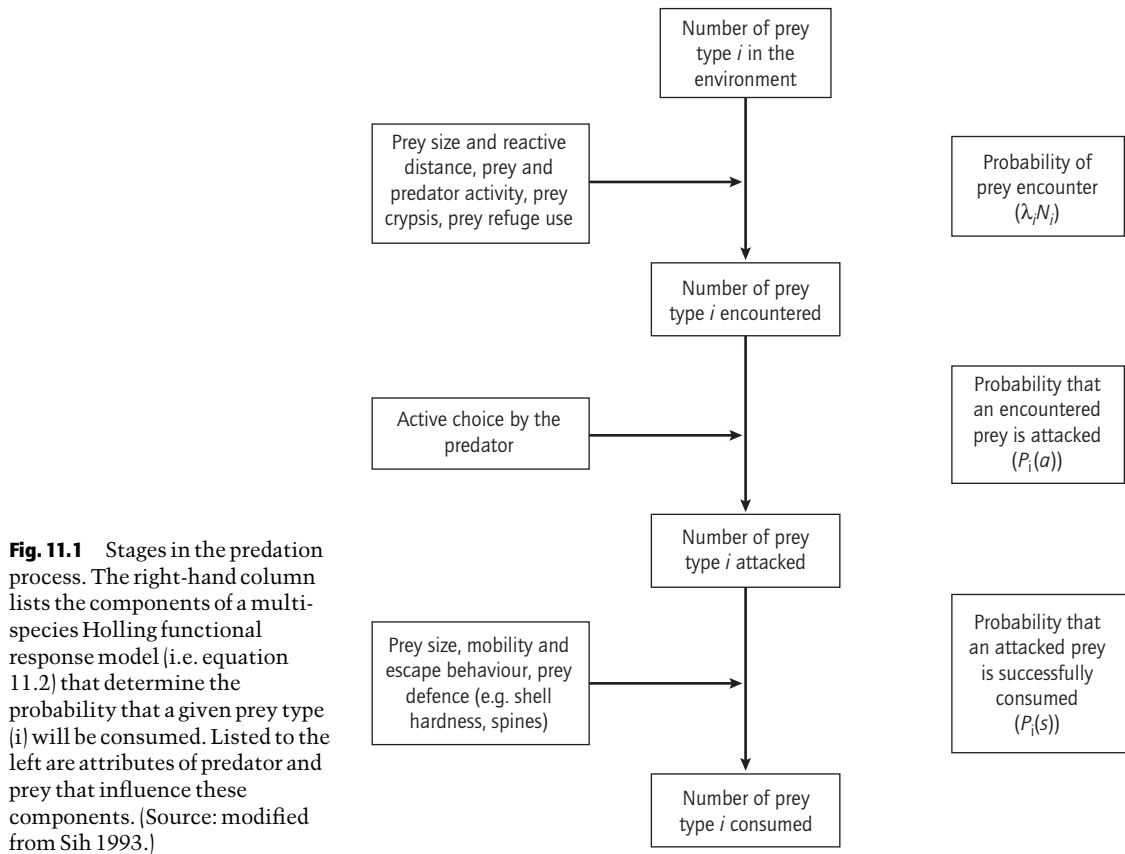 Number of prey
type i in the
environment
Prey size and reactive
distance, prey and
predator activity, prey
crypsis, prey refuge use
Probability of
prey encounter
(λiNi)
Number of prey
type i encountered
Active choice by the
predator
Probability that
an encountered
prey is attacked
(Pi(a))
Number of prey
type i attacked
Prey size, mobility and
escape behaviour, prey
defence (e.g. shell
hardness, spines)
Probability that
an attacked prey
is successfully
consumed
(Pi(s))
Number of prey
type i consumed
Fig. 11.1 Stages in the predation
process. The right-hand column
lists the components of a multi-
species Holling functional
response model (i.e. equation
11.2) that determine the
probability that a given prey type
(i) will be consumed. Listed to the
left are attributes of predator and
prey that influence these
components. (Source: modified
from Sih 1993.)